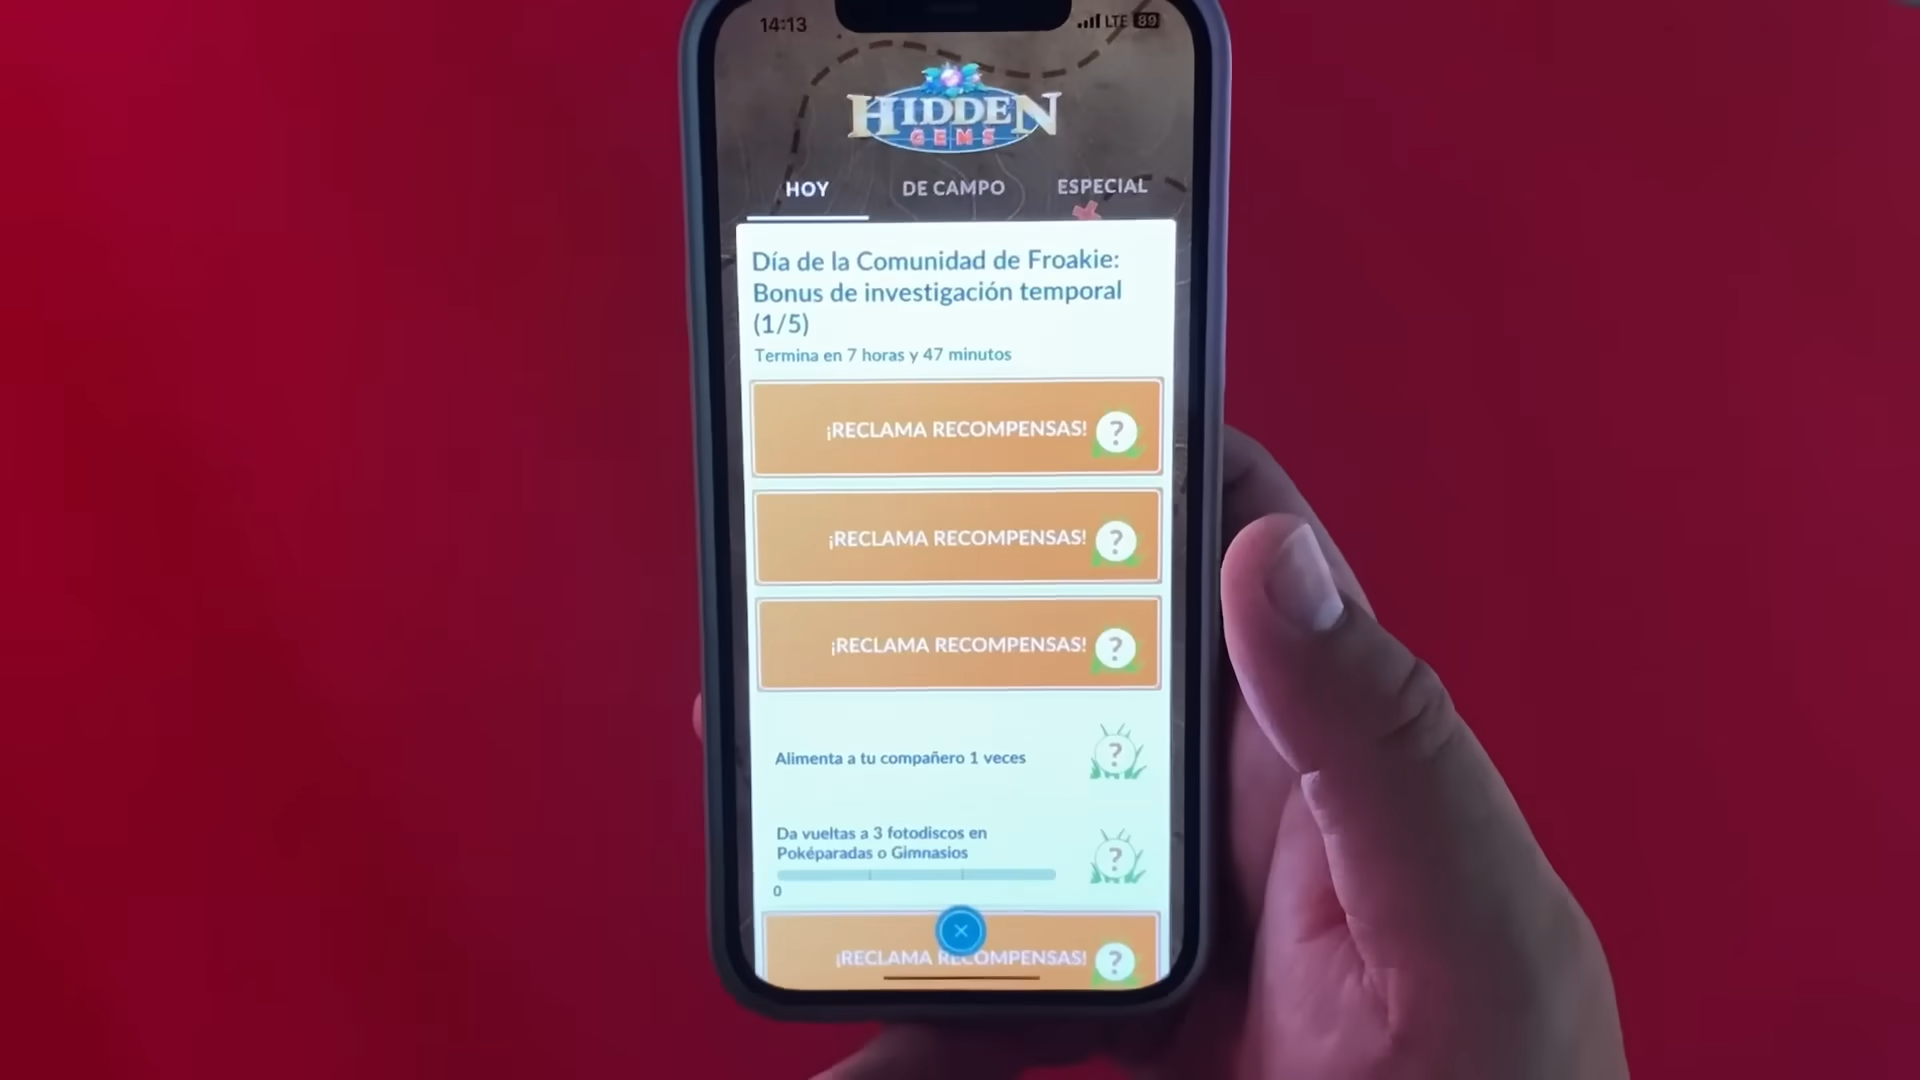 14:13
LTE 89
HIDDEN
GEMS
HOY
DE CAMPO
ESPECIAL
Día de la Comunidad de Froakie:
Bonus de investigación temporal
(1/5)
Termina en 7 horas y 47 minutos
¡RECLAMA RECOMPENSAS! ?
¡RECLAMA RECOMPENSAS! ?
¡RECLAMA RECOMPENSAS! ?
Alimenta a tu compañero 1 veces ?
Da vueltas a 3 fotodiscos en
Poképaradas o Gimnasios ?
0
¡RECLAMA RECOMPENSAS! ?